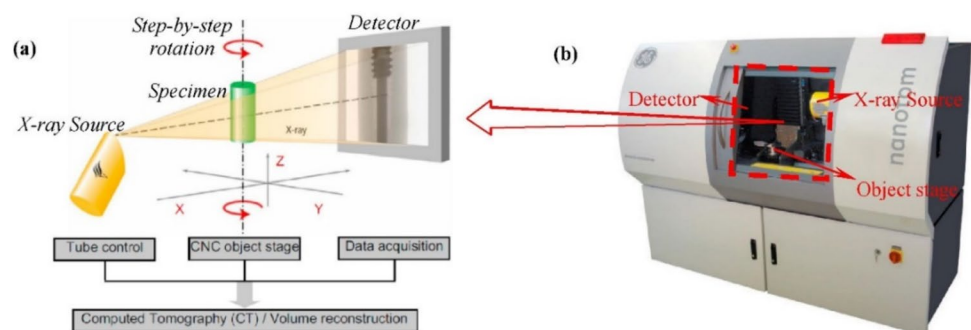 (a)
Step-by-step
rotation
Detector
Specimen
X-ray Source
X-ray
Z
X
Y
Tube control
CNC object stage
Data acquisition
Computed Tomography (CT) / Volume reconstruction
(b)
Detector
X-ray Source
Object stage
nanotom